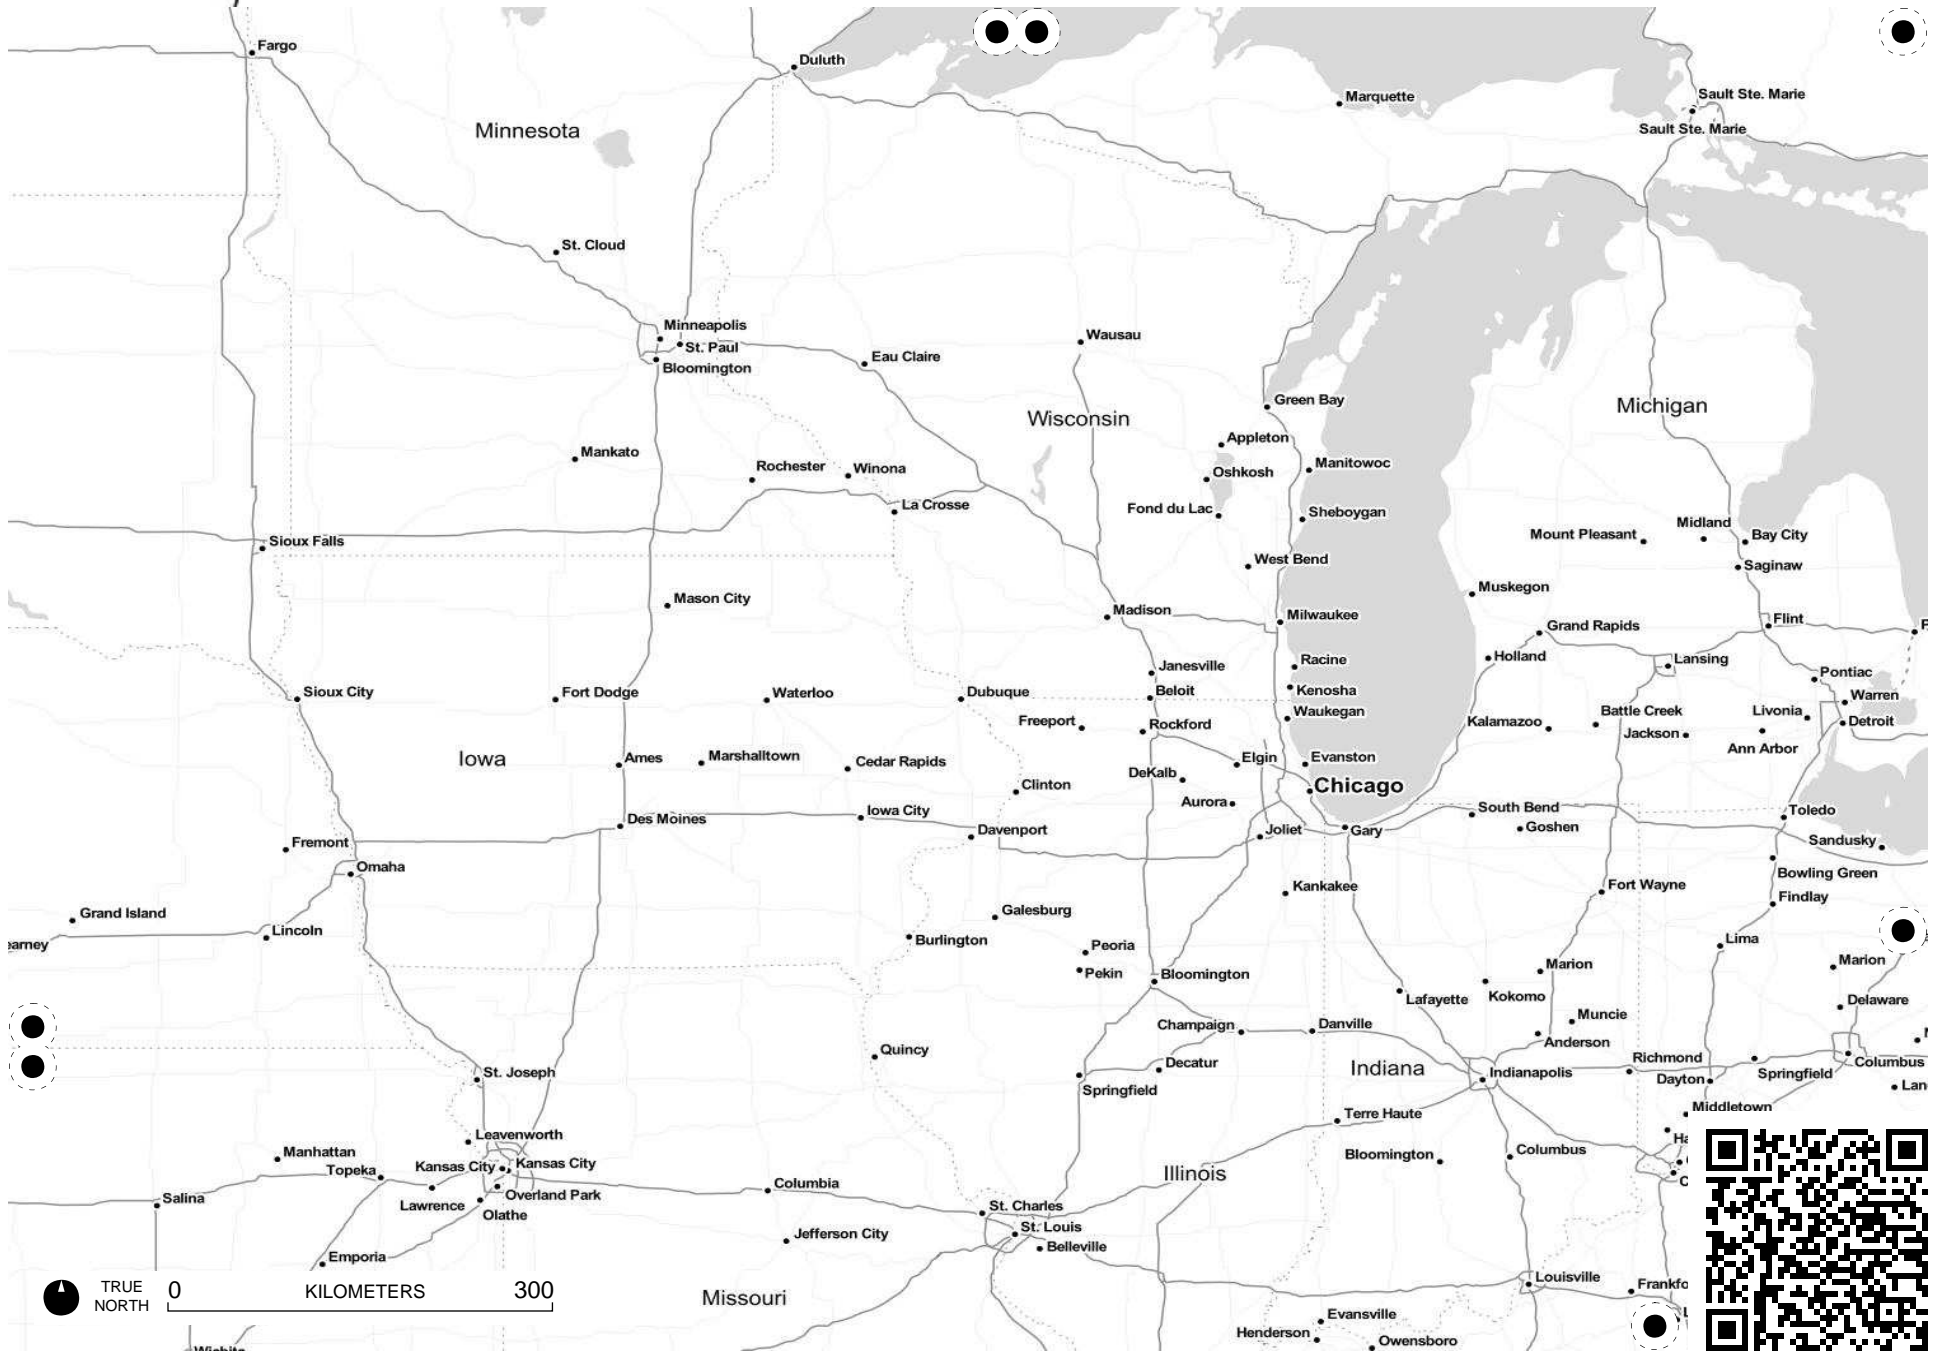 Fargo
Duluth
Marquette
Sault Ste. Marie
Sault Ste. Marie
Minnesota
St. Cloud
Minneapolis
St. Paul
Bloomington
Eau Claire
Wausau
Green Bay
Wisconsin
Michigan
Appleton
Manitowoc
Oshkosh
Mankato
Rochester
Winona
La Crosse
Fond du Lac
Sheboygan
Midland
Mount Pleasant
Bay City
Sioux Falls
West Bend
Saginaw
Muskegon
Mason City
Madison
Milwaukee
Grand Rapids
Flint
Janesville
Racine
Holland
Lansing
Pontiac
Sioux City
Fort Dodge
Waterloo
Dubuque
Beloit
Kenosha
Warren
Freeport
Rockford
Waukegan
Kalamazoo
Battle Creek
Livonia
Detroit
Jackson
Ann Arbor
Iowa
Ames
Marshalltown
Cedar Rapids
Elgin
Evanston
DeKalb
Clinton
Chicago
Aurora
South Bend
Toledo
Des Moines
Iowa City
Davenport
Joliet
Gary
Goshen
Sandusky
Fremont
Omaha
Bowling Green
Kankakee
Fort Wayne
Findlay
Grand Island
Lincoln
earney
Galesburg
Burlington
Peoria
Pekin
Bloomington
Lima
Marion
Marion
Lafayette
Kokomo
Delaware
Champaign
Danville
Muncie
Anderson
Quincy
Decatur
Springfield
Indiana
Indianapolis
Richmond
Dayton
Springfield
Columbus
Lan
St. Joseph
Middletown
Terre Haute
Ha
Leavenworth
Manhattan
Topeka
Kansas City
Kansas City
Bloomington
Columbus
Illinois
Salina
Lawrence
Overland Park
Olathe
Columbia
St. Charles
St. Louis
Jefferson City
Belleville
Emporia
Louisville
Frankfo
TRUE
NORTH
0 KILOMETERS 300
Missouri
Evansville
Henderson
Owensboro